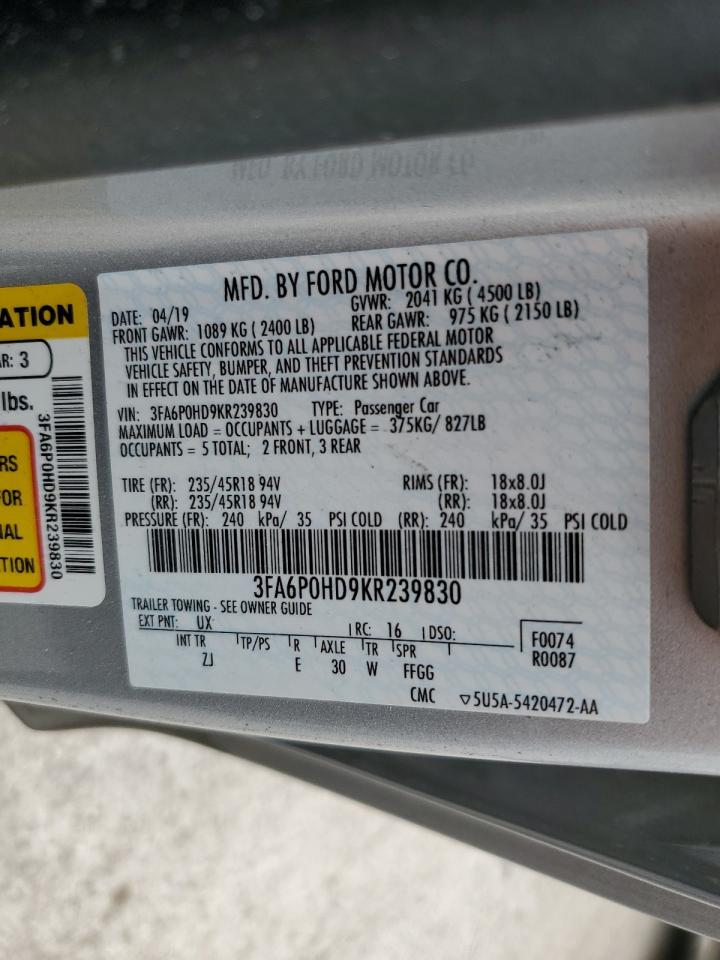 MFD. BY FORD MOTOR CO.
DATE: 04/19 GVWR: 2041 KG ( 4500 LB)
FRONT GAWR: 1089 KG ( 2400 LB) REAR GAWR: 975 KG ( 2150 LB)
THIS VEHICLE CONFORMS TO ALL APPLICABLE FEDERAL MOTOR
VEHICLE SAFETY, BUMPER, AND THEFT PREVENTION STANDARDS
IN EFFECT ON THE DATE OF MANUFACTURE SHOWN ABOVE.
VIN: 3FA6P0HD9KR239830 TYPE: Passenger Car
MAXIMUM LOAD = OCCUPANTS + LUGGAGE = 375KG/ 827LB
OCCUPANTS = 5 TOTAL; 2 FRONT, 3 REAR
TIRE (FR): 235/45R18 94V RIMS (FR): 18x8.0J
(RR): 235/45R18 94V (RR): 18x8.0J
PRESSURE (FR): 240 kPa/ 35 PSI COLD (RR): 240 kPa/ 35 PSI COLD
3FA6P0HD9KR239830
TRAILER TOWING - SEE OWNER GUIDE
EXT PNT: UX RC: 16 DSO: F0074
INT TR TP/PS R AXLE TR SPR R0087
ZJ E 30 W FFGG
CMC 5U5A-5420472-AA
ATION
AR: 3
lbs.
3FA6P0HD9KR239830
RS
FOR
NAL
TION